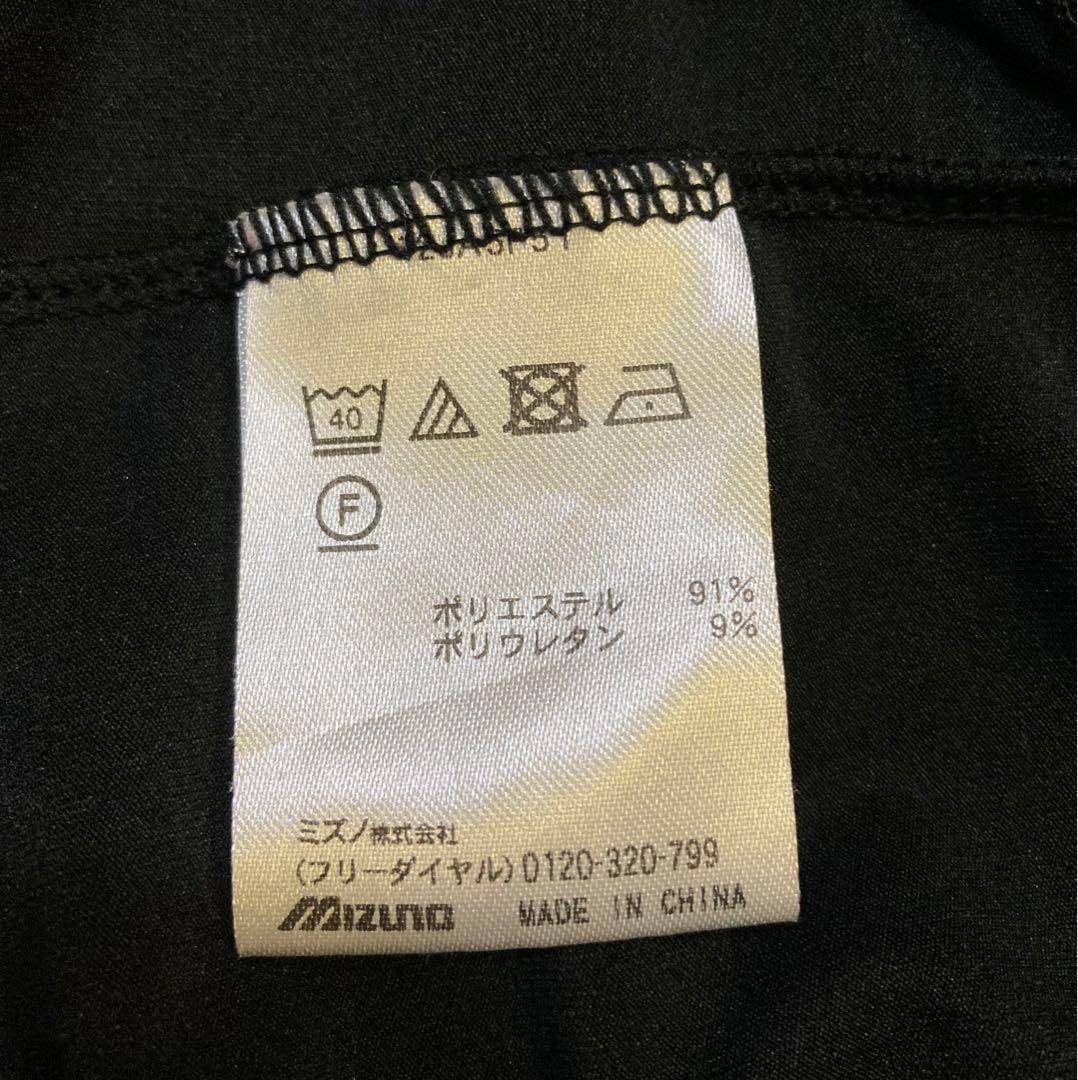 40
F
ポリエステル 91%
ポリウレタン 9%
ミズノ株式会社
(フリーダイヤル)0120-320-799
MIZUNO MADE IN CHINA